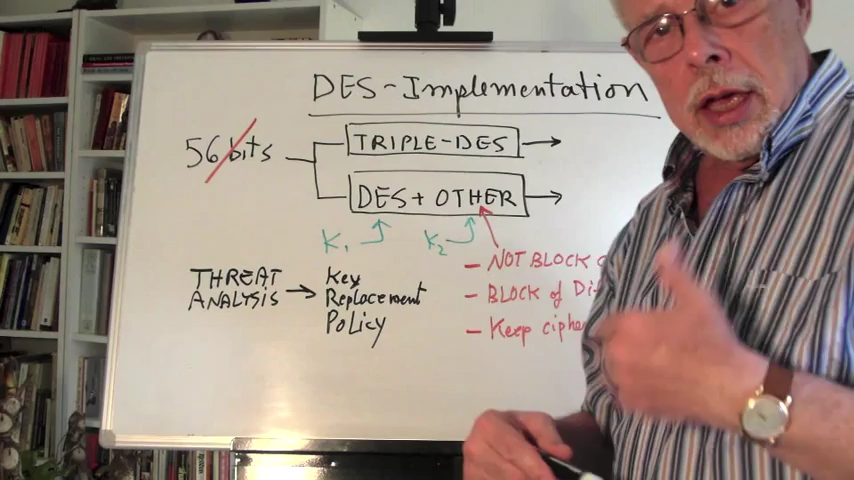 DES-Implementation
56 bits
TRIPLE-DES
DES + OTHER
K1
K2
THREAT
ANALYSIS
Key
Replacement
Policy
- NOT BLOCK
- BLOCK of
- Keep